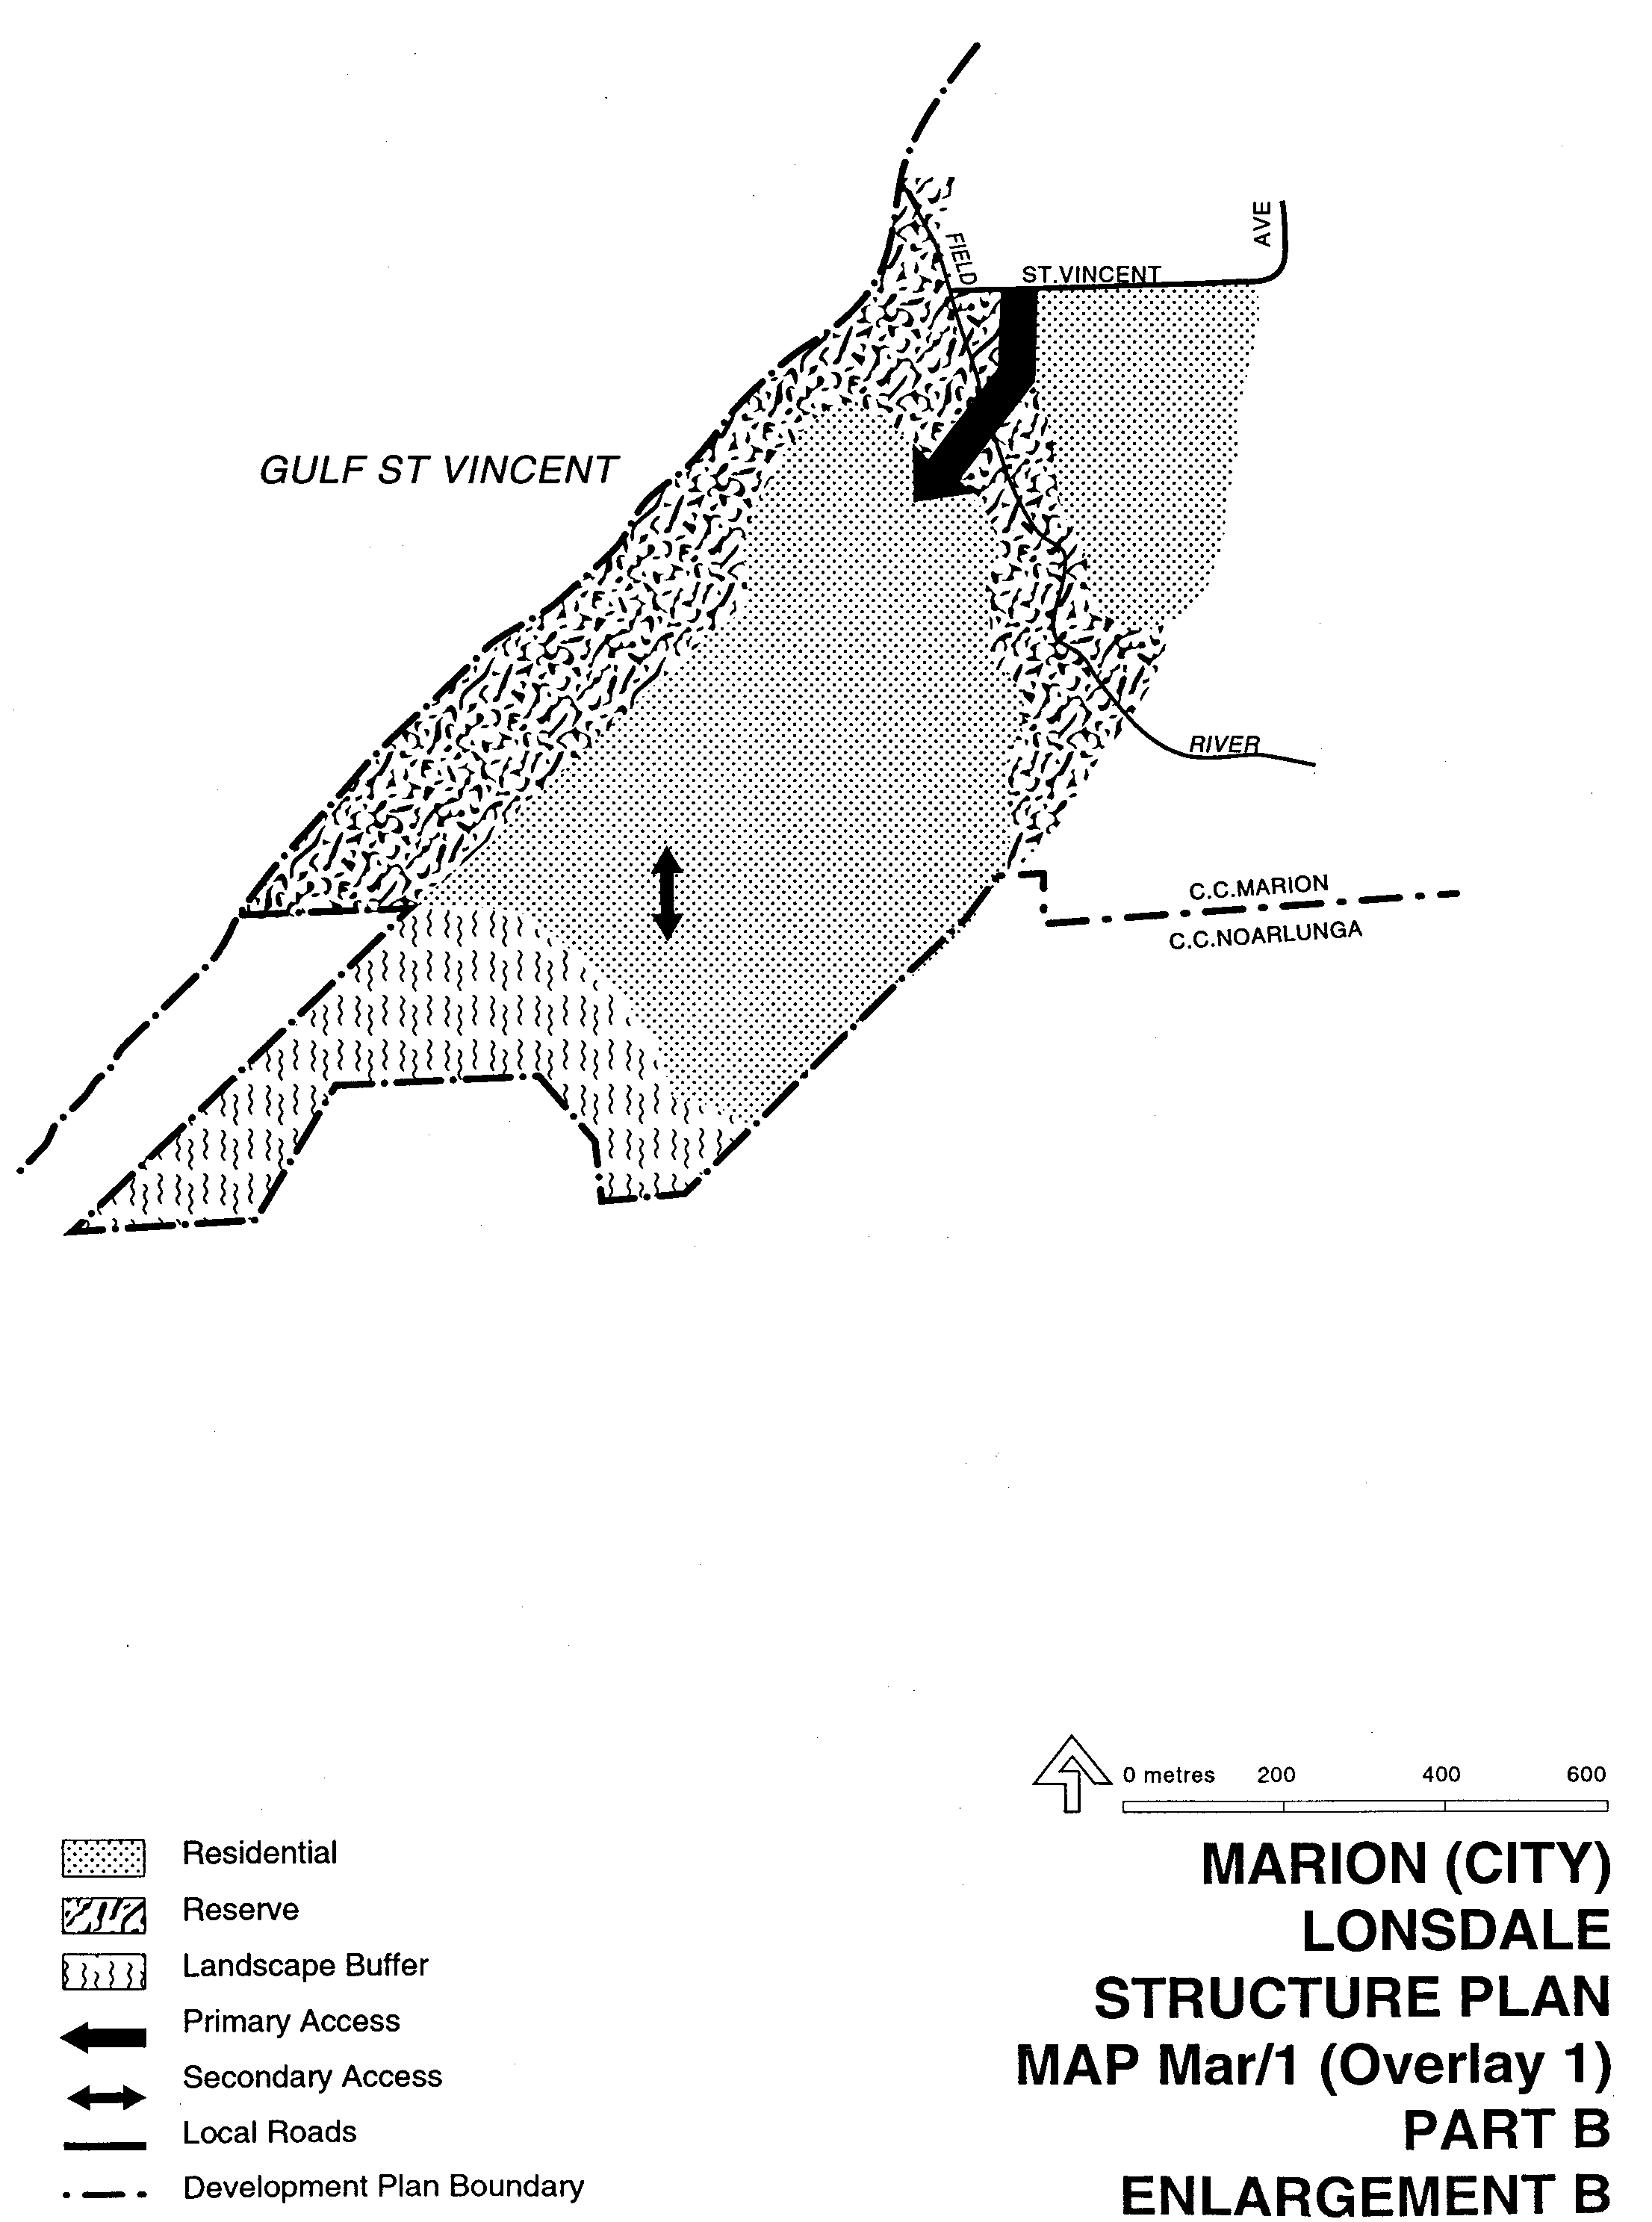 AVE
FIELD
ST.VINCENT
GULF ST VINCENT
RIVER
C.C.MARION
C.C.NOARLUNGA
0 metres 200 400 600
Residential
Reserve
Landscape Buffer
Primary Access
Secondary Access
Local Roads
Development Plan Boundary
MARION (CITY)
LONSDALE
STRUCTURE PLAN
MAP Mar/1 (Overlay 1)
PART B
ENLARGEMENT B